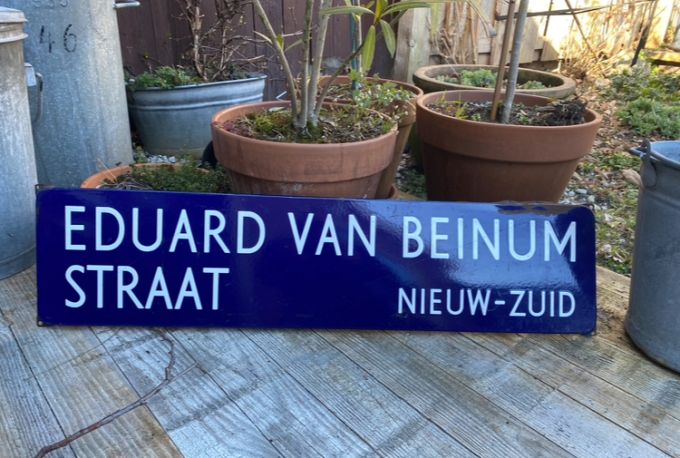 46
EDUARD VAN BEINUM
STRAAT
NIEUW-ZUID